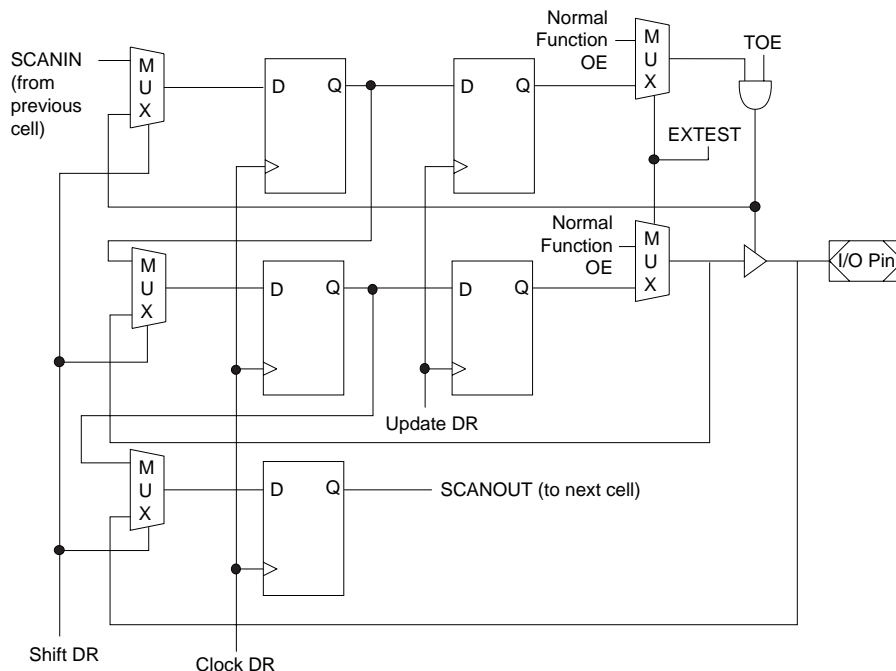 SCANIN
(from
previous
cell)
M
U
X
D
Q
D
Q
Normal
Function
OE
M
U
X
TOE
EXTEST
M
U
X
D
Q
D
Q
Normal
Function
OE
M
U
X
I/O Pin
Update DR
M
U
X
D
Q
SCANOUT (to next cell)
Shift DR
Clock DR